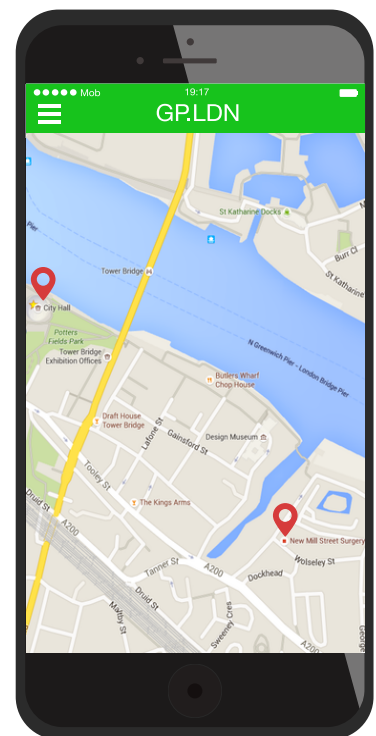 Mob
19:17
GP.LDN
St Katharine Docks
Burr Cl
St Katharine
Pier
Tower Bridge
City Hall
N Greenwich Pier - London Bridge Pier
Potters
Fields Park
Tower Bridge
Exhibition Offices
Butlers Wharf
Chop House
Draft House
Tower Bridge
Lafone St
Gainsford St
Design Museum
Tooley St
Druid St
A200
The Kings Arms
New Mill Street Surgery
Wolseley St
Tanner St
A200
Dockhead
Druid St
Maltby St
Sweeney Cres
A200
George